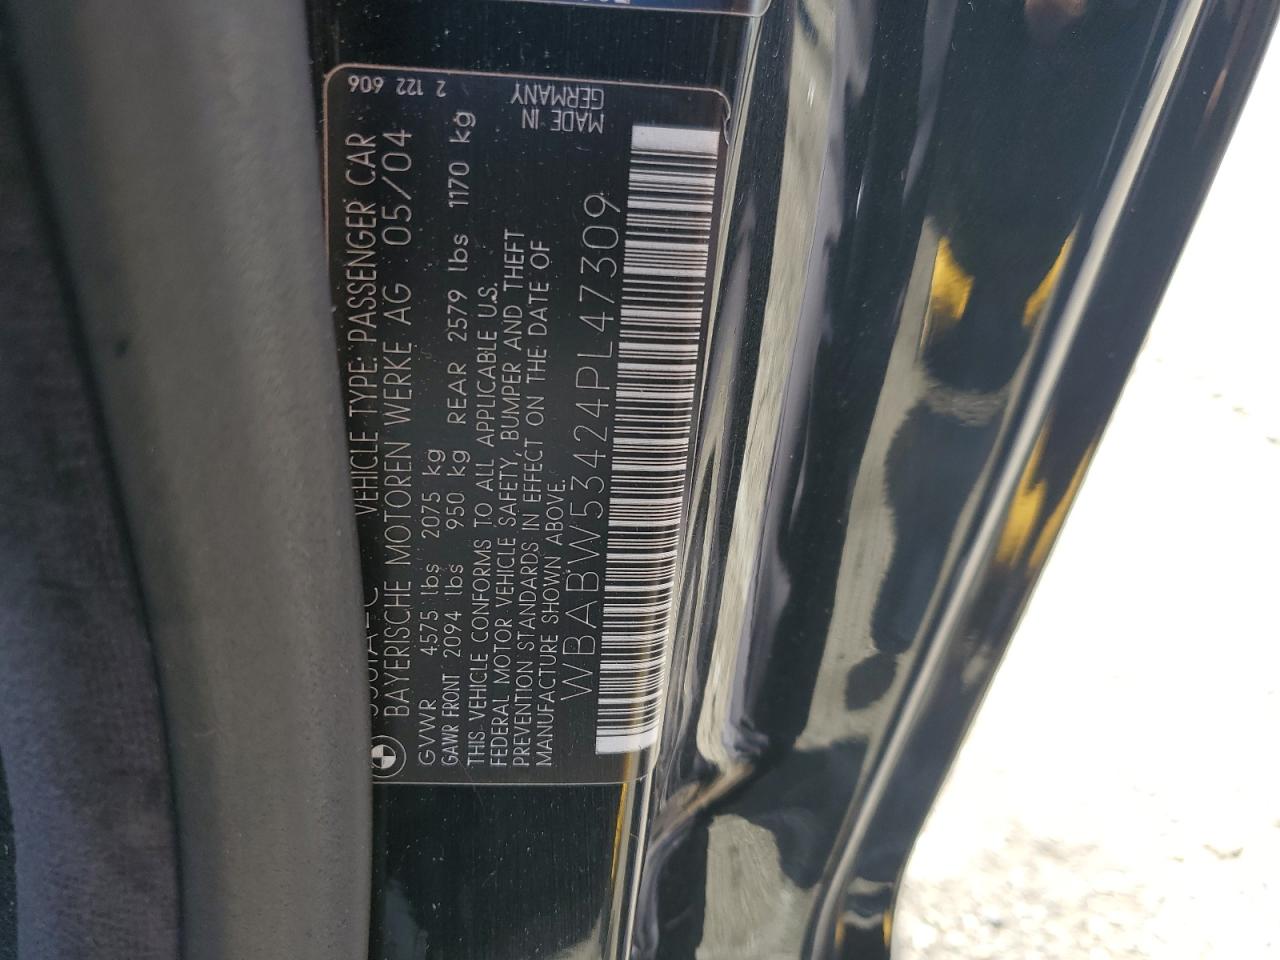 VEHICLE TYPE: PASSENGER CAR
2 122 606
BAYERISCHE MOTOREN WERKE AG 05/04
GVWR 4575 lbs 2075 kg
GAWR FRONT 2094 lbs 950 kg REAR 2579 lbs 1170 kg
THIS VEHICLE CONFORMS TO ALL APPLICABLE U.S.
FEDERAL MOTOR VEHICLE SAFETY, BUMPER AND THEFT
PREVENTION STANDARDS IN EFFECT ON THE DATE OF
MANUFACTURE SHOWN ABOVE.
WBABW53424PL47309
MADE IN
GERMANY